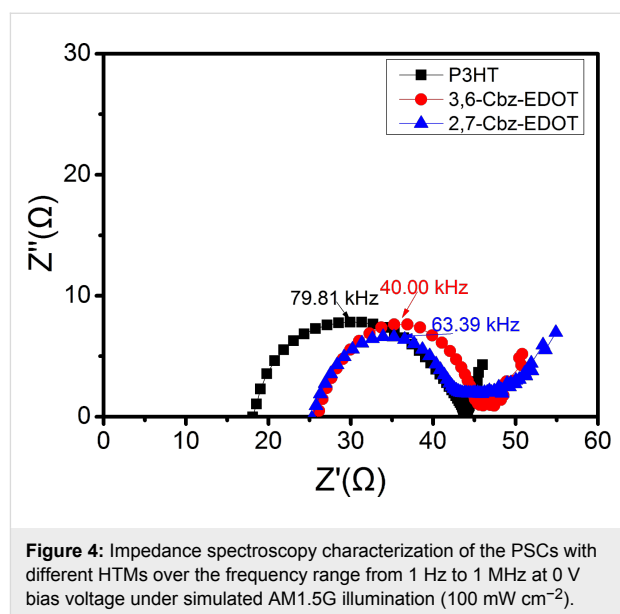 30
20
10
0
Z''(Ω)
P3HT
3,6-Cbz-EDOT
2,7-Cbz-EDOT
40.00 kHz
79.81 kHz
63.39 kHz
0 10 20 30 40 50 60
Z'(Ω)
Figure 4: Impedance spectroscopy characterization of the PSCs with
different HTMs over the frequency range from 1 Hz to 1 MHz at 0 V
bias voltage under simulated AM1.5G illumination (100 mW cm⁻²).